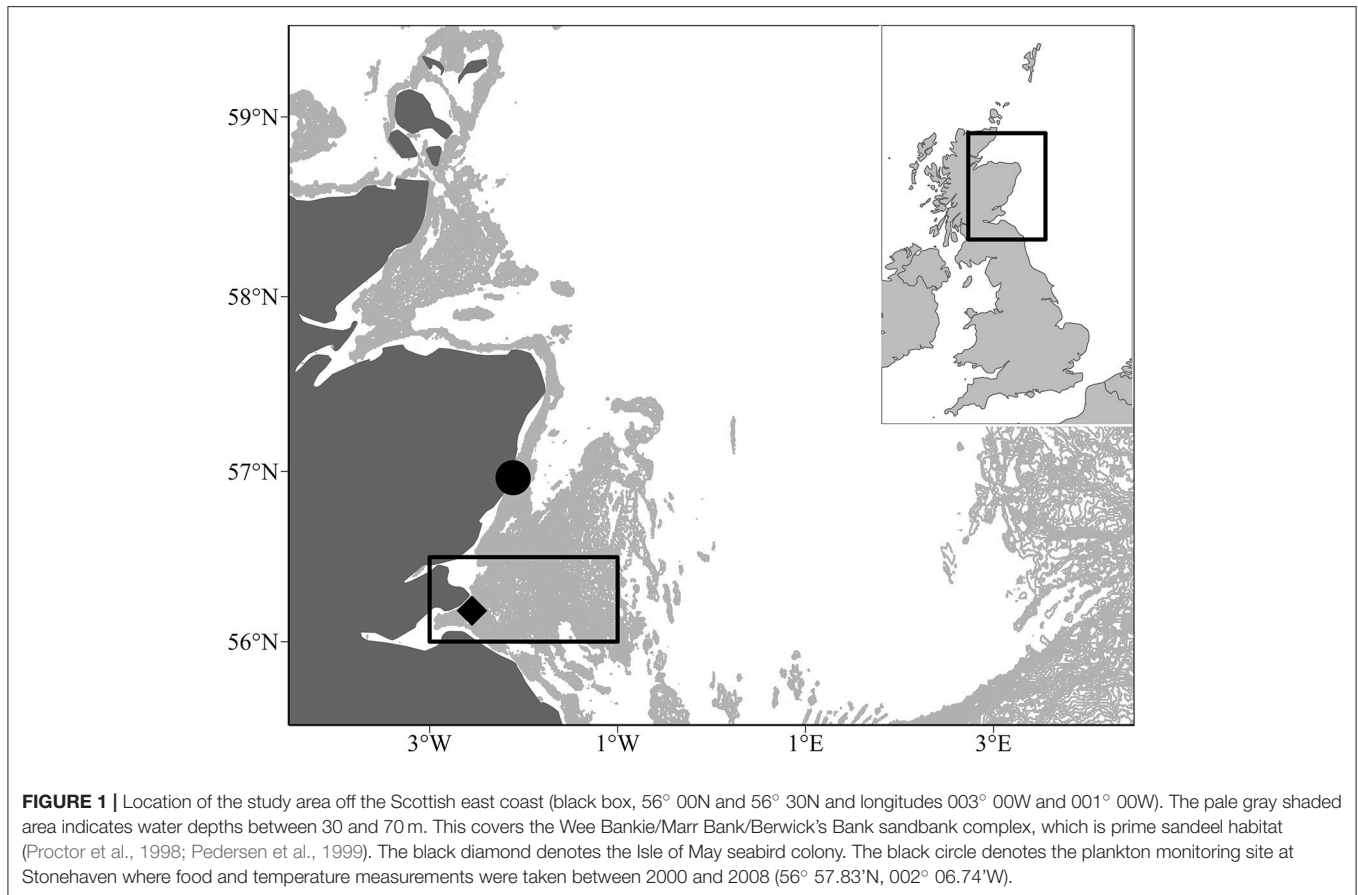 59°N
58°N
57°N
56°N
3°W
1°W
1°E
3°E
FIGURE 1 | Location of the study area off the Scottish east coast (black box, 56° 00N and 56° 30N and longitudes 003° 00W and 001° 00W). The pale gray shaded
area indicates water depths between 30 and 70 m. This covers the Wee Bankie/Marr Bank/Berwick's Bank sandbank complex, which is prime sandeel habitat
(Proctor et al., 1998; Pedersen et al., 1999). The black diamond denotes the Isle of May seabird colony. The black circle denotes the plankton monitoring site at
Stonehaven where food and temperature measurements were taken between 2000 and 2008 (56° 57.83'N, 002° 06.74'W).